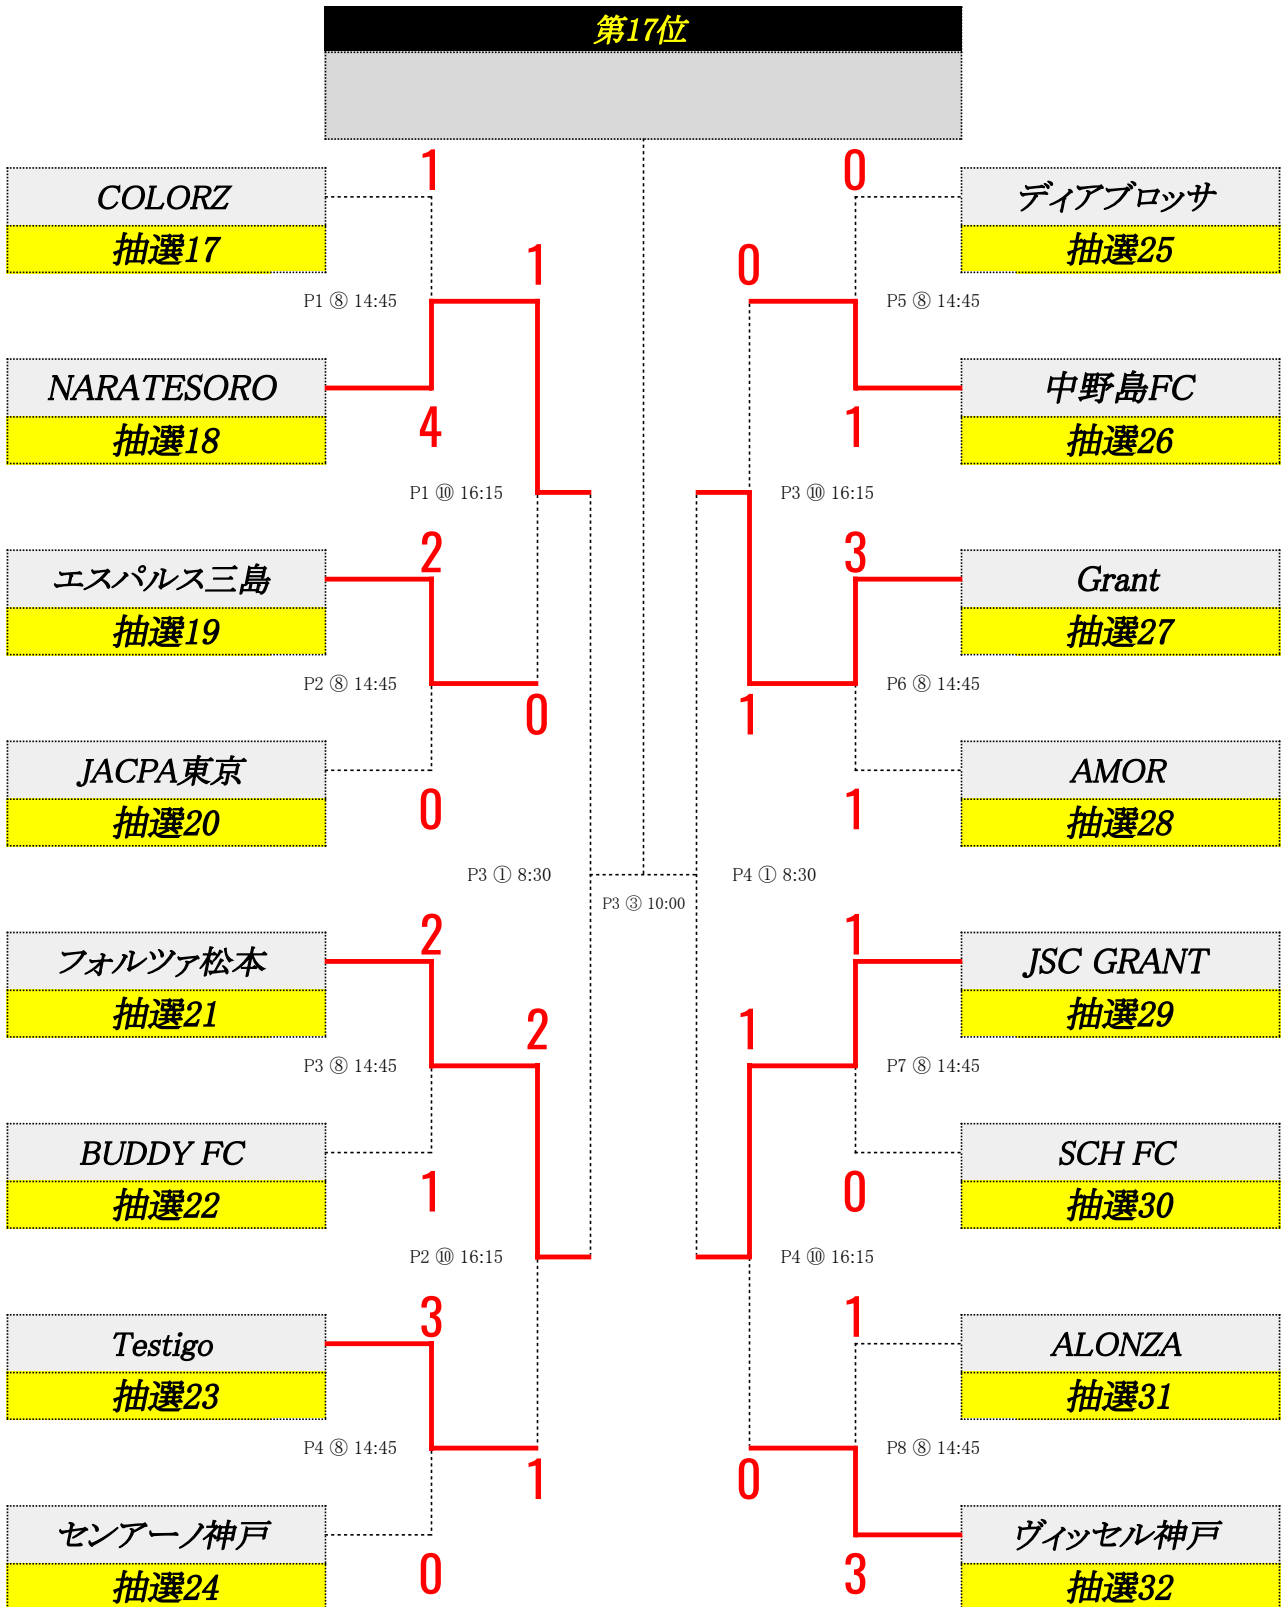 第17位
1
0
COLORZ
ディアブロッサ
抽選17
抽選25
1
0
P1 ⑧ 14:45
P5 ⑧ 14:45
NARATESORO
中野島FC
4
1
抽選18
抽選26
P1 ⑩ 16:15
P3 ⑩ 16:15
2
3
エスパルス三島
Grant
抽選19
抽選27
P2 ⑧ 14:45
P6 ⑧ 14:45
0
1
JACPA東京
AMOR
0
1
抽選20
抽選28
P3 ① 8:30
P4 ① 8:30
P3 ③ 10:00
2
1
フォルツァ松本
JSC GRANT
抽選21
抽選29
2
1
P3 ⑧ 14:45
P7 ⑧ 14:45
BUDDY FC
SCH FC
1
0
抽選22
抽選30
P2 ⑩ 16:15
P4 ⑩ 16:15
3
1
Testigo
ALONZA
抽選23
抽選31
P4 ⑧ 14:45
P8 ⑧ 14:45
1
0
センアーノ神戸
ヴィッセル神戸
0
3
抽選24
抽選32